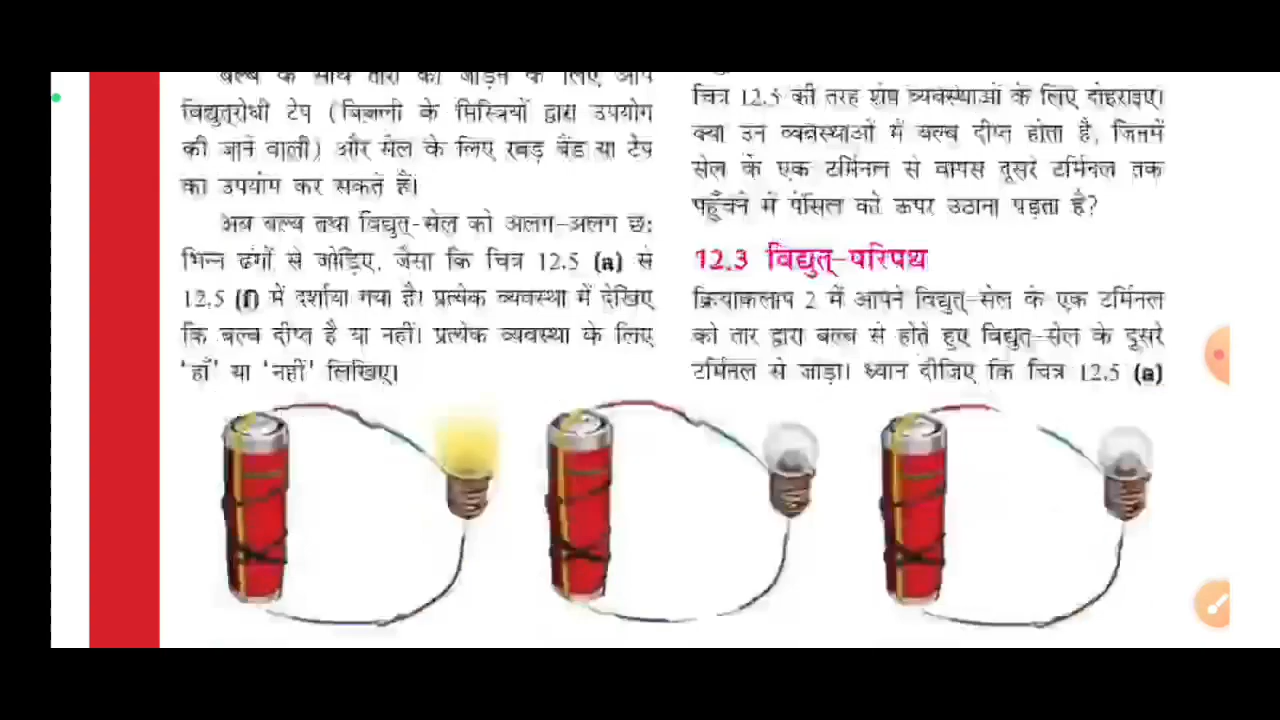 बल्ब के साथ तारों को जोड़ने के लिए आप
विद्युत्‌रोधी टेप (बिजली के मिस्त्रियों द्वारा उपयोग
की जाने वाली) और सेल के लिए रबड़ बैंड या टेप
का उपयोग कर सकते हैं।
अब बल्ब तथा विद्युत्-सेल को अलग-अलग छः
भिन्न ढंगों से जोड़िए, जैसा कि चित्र 12.5 (a) से
12.5 (f) में दर्शाया गया है। प्रत्येक व्यवस्था में देखिए
कि बल्ब दीप्त है या नहीं। प्रत्येक व्यवस्था के लिए
'हाँ' या 'नहीं' लिखिए।
चित्र 12.5 की तरह शेष व्यवस्थाओं के लिए दोहराइए।
क्या उन व्यवस्थाओं में बल्ब दीप्त होता है, जिनमें
सेल के एक टर्मिनल से वापस दूसरे टर्मिनल तक
पहुँचने में पेंसिल को ऊपर उठाना पड़ता है?
12.3 विद्युत्-परिपथ
क्रियाकलाप 2 में आपने विद्युत्-सेल के एक टर्मिनल
को तार द्वारा बल्ब से होते हुए विद्युत्-सेल के दूसरे
टर्मिनल से जोड़ा। ध्यान दीजिए कि चित्र 12.5 (a)